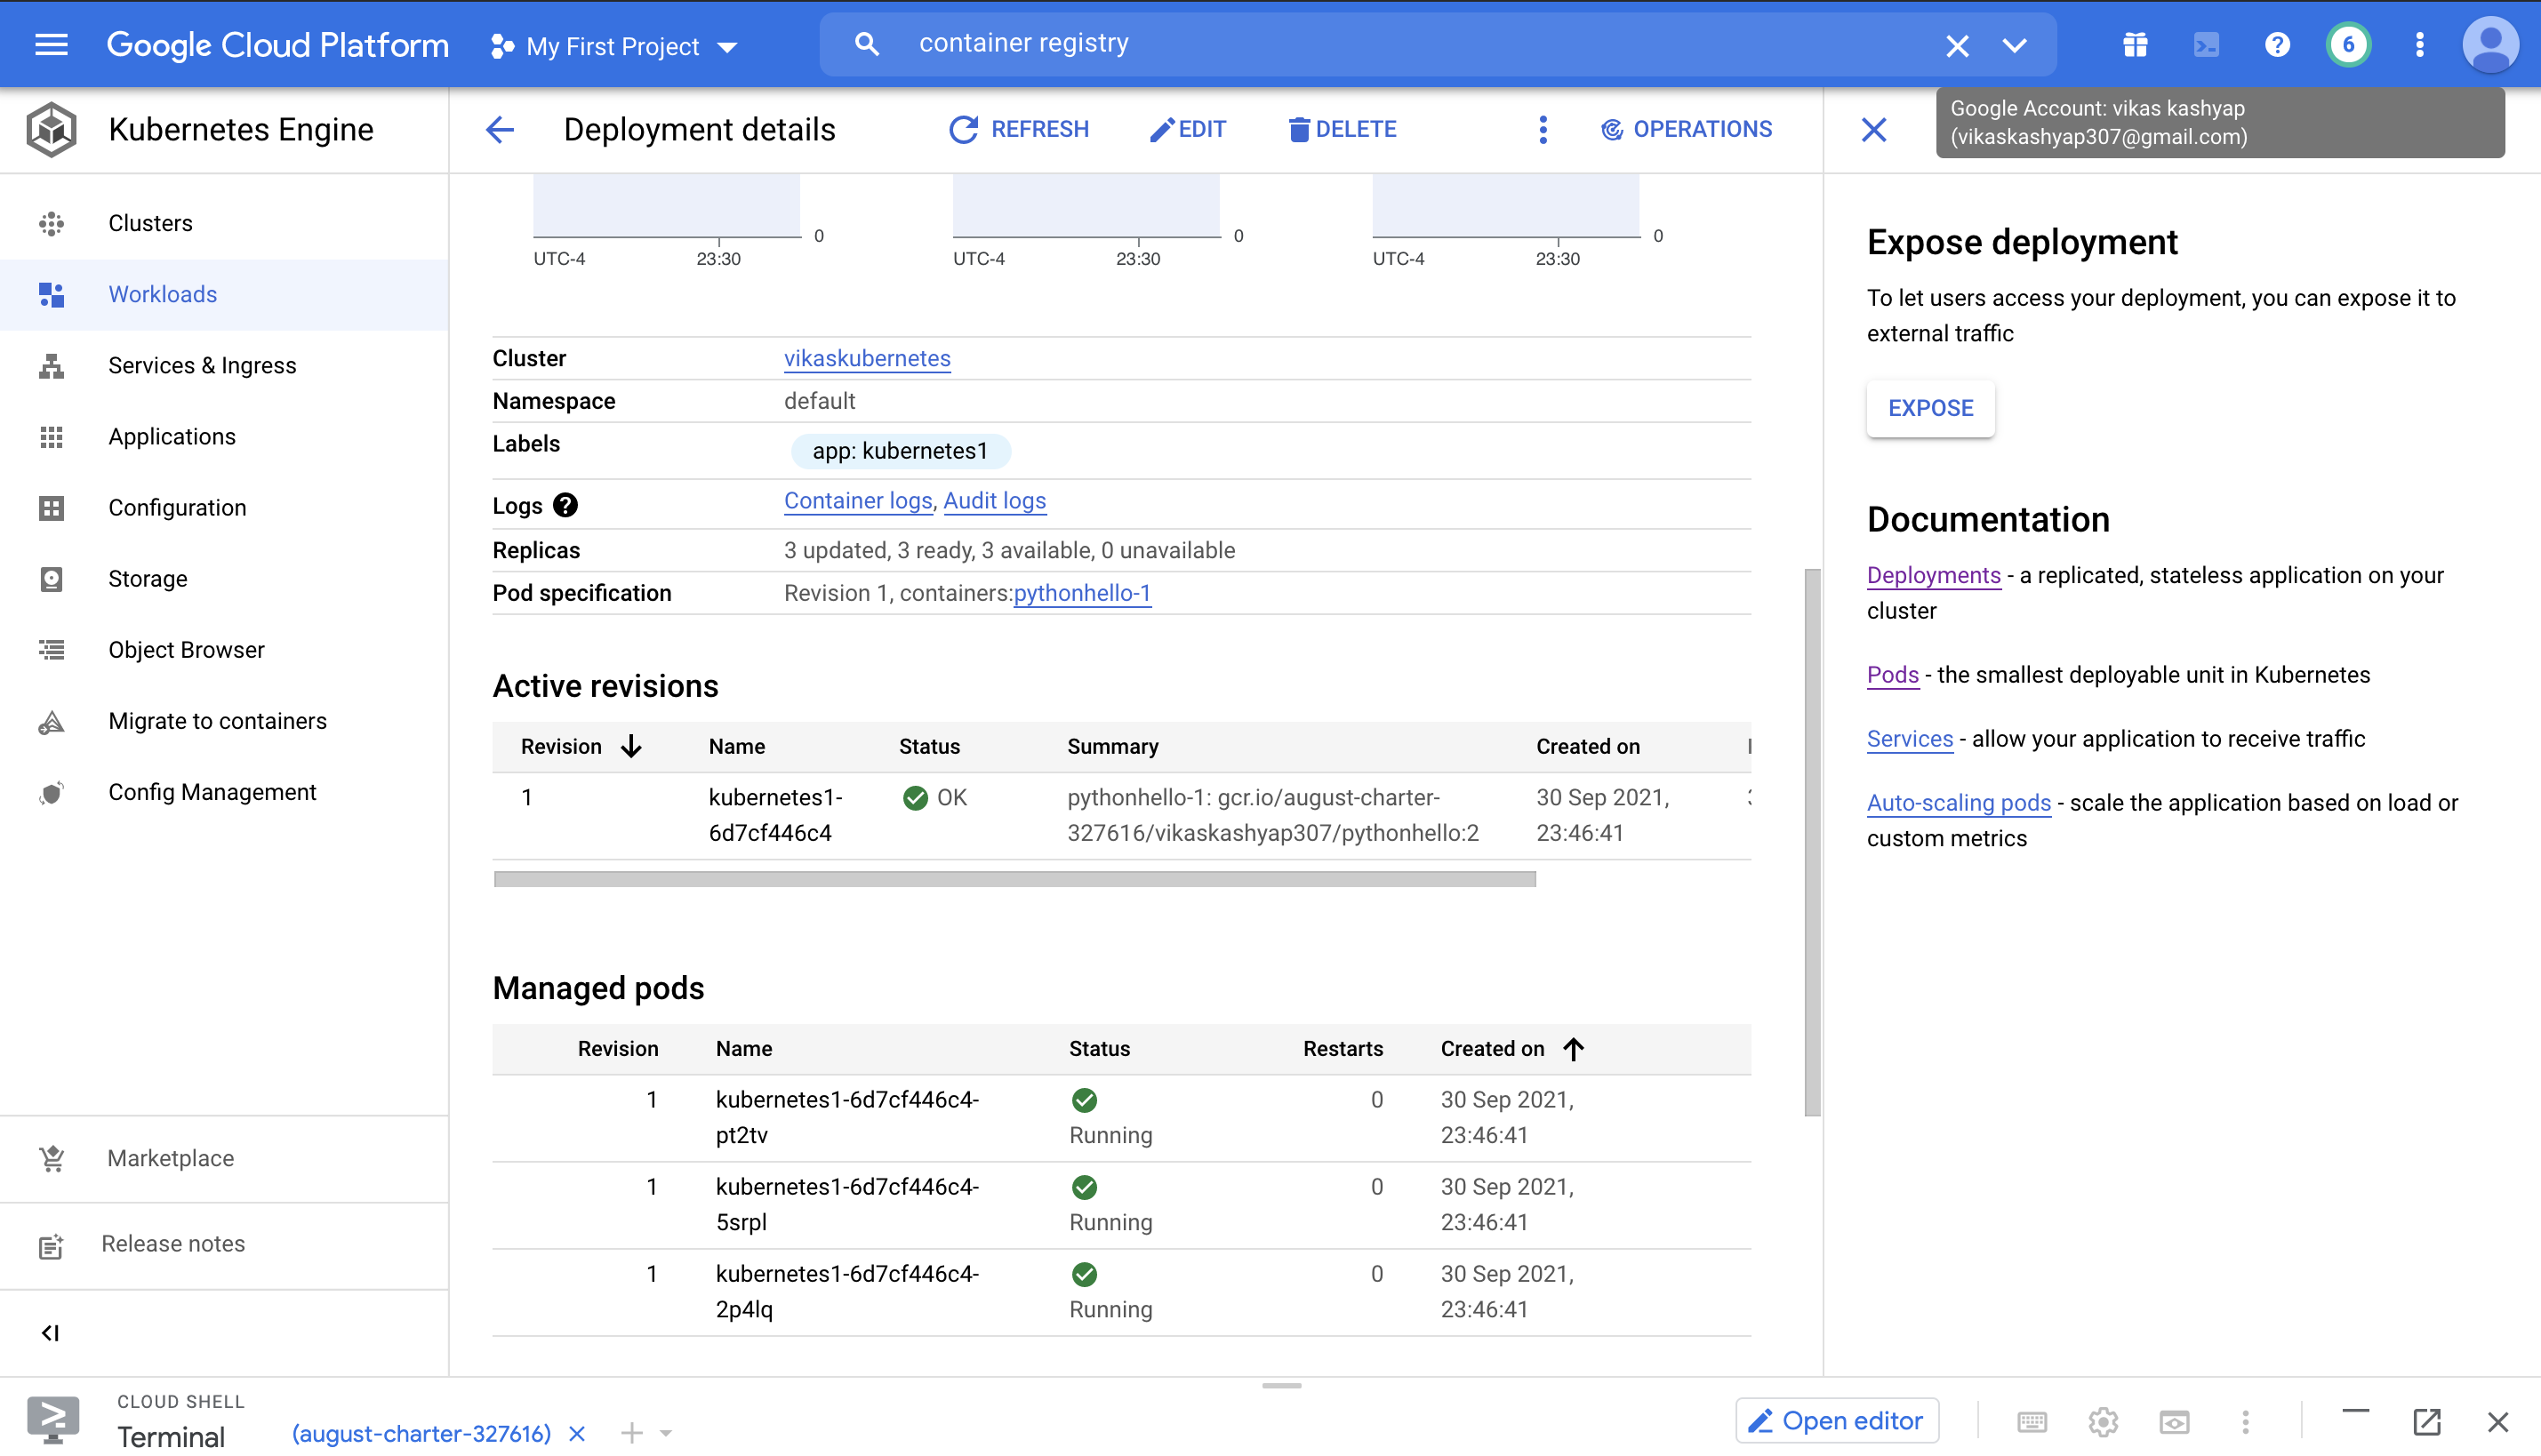 Google Cloud Platform
My First Project
container registry
6
Kubernetes Engine
Deployment details
REFRESH
EDIT
DELETE
OPERATIONS
Google Account: vikas kashyap
(vikaskashyap307@gmail.com)
Clusters
Workloads
Services & Ingress
Applications
Configuration
Storage
Object Browser
Migrate to containers
Config Management
Marketplace
Release notes
0
UTC-4 23:30
0
UTC-4 23:30
0
UTC-4 23:30
Cluster vikaskubernetes
Namespace default
Labels app: kubernetes1
Logs Container logs, Audit logs
Replicas 3 updated, 3 ready, 3 available, 0 unavailable
Pod specification Revision 1, containers:pythonhello-1
Active revisions
Revision Name Status Summary Created on
1 kubernetes1- OK pythonhello-1: gcr.io/august-charter- 30 Sep 2021,
6d7cf446c4 327616/vikaskashyap307/pythonhello:2 23:46:41
Managed pods
Revision Name Status Restarts Created on
1 kubernetes1-6d7cf446c4- 0 30 Sep 2021,
pt2tv Running 23:46:41
1 kubernetes1-6d7cf446c4- 0 30 Sep 2021,
5srpl Running 23:46:41
1 kubernetes1-6d7cf446c4- 0 30 Sep 2021,
2p4lq Running 23:46:41
Expose deployment
To let users access your deployment, you can expose it to
external traffic
EXPOSE
Documentation
Deployments - a replicated, stateless application on your
cluster
Pods - the smallest deployable unit in Kubernetes
Services - allow your application to receive traffic
Auto-scaling pods - scale the application based on load or
custom metrics
CLOUD SHELL
Terminal
(august-charter-327616)
Open editor